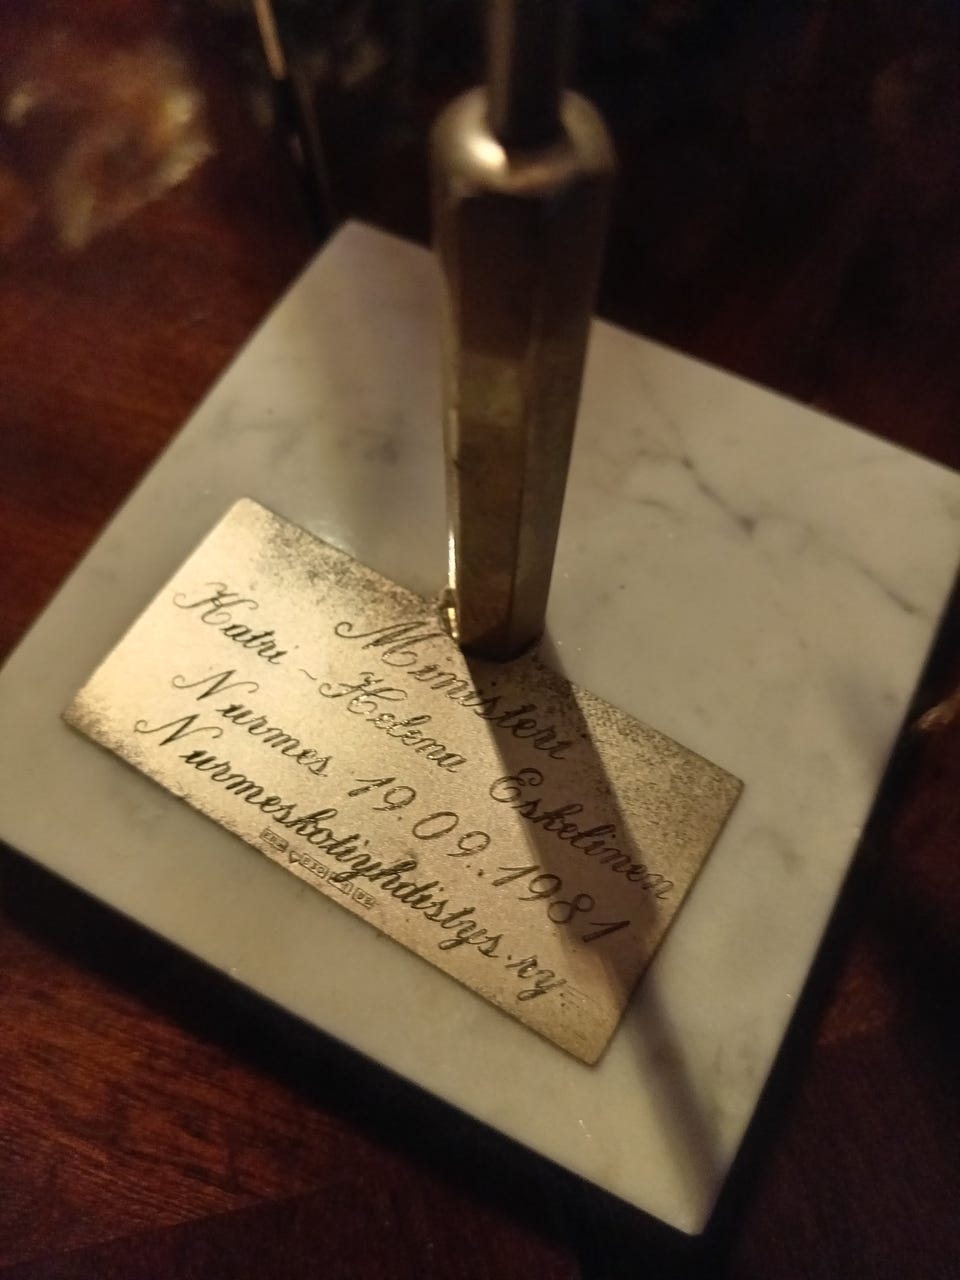 Ministeri
Katri-Helena Eskelinen
Nurmes 19.09.1981
Nurmeskotiyhdistys.ry.